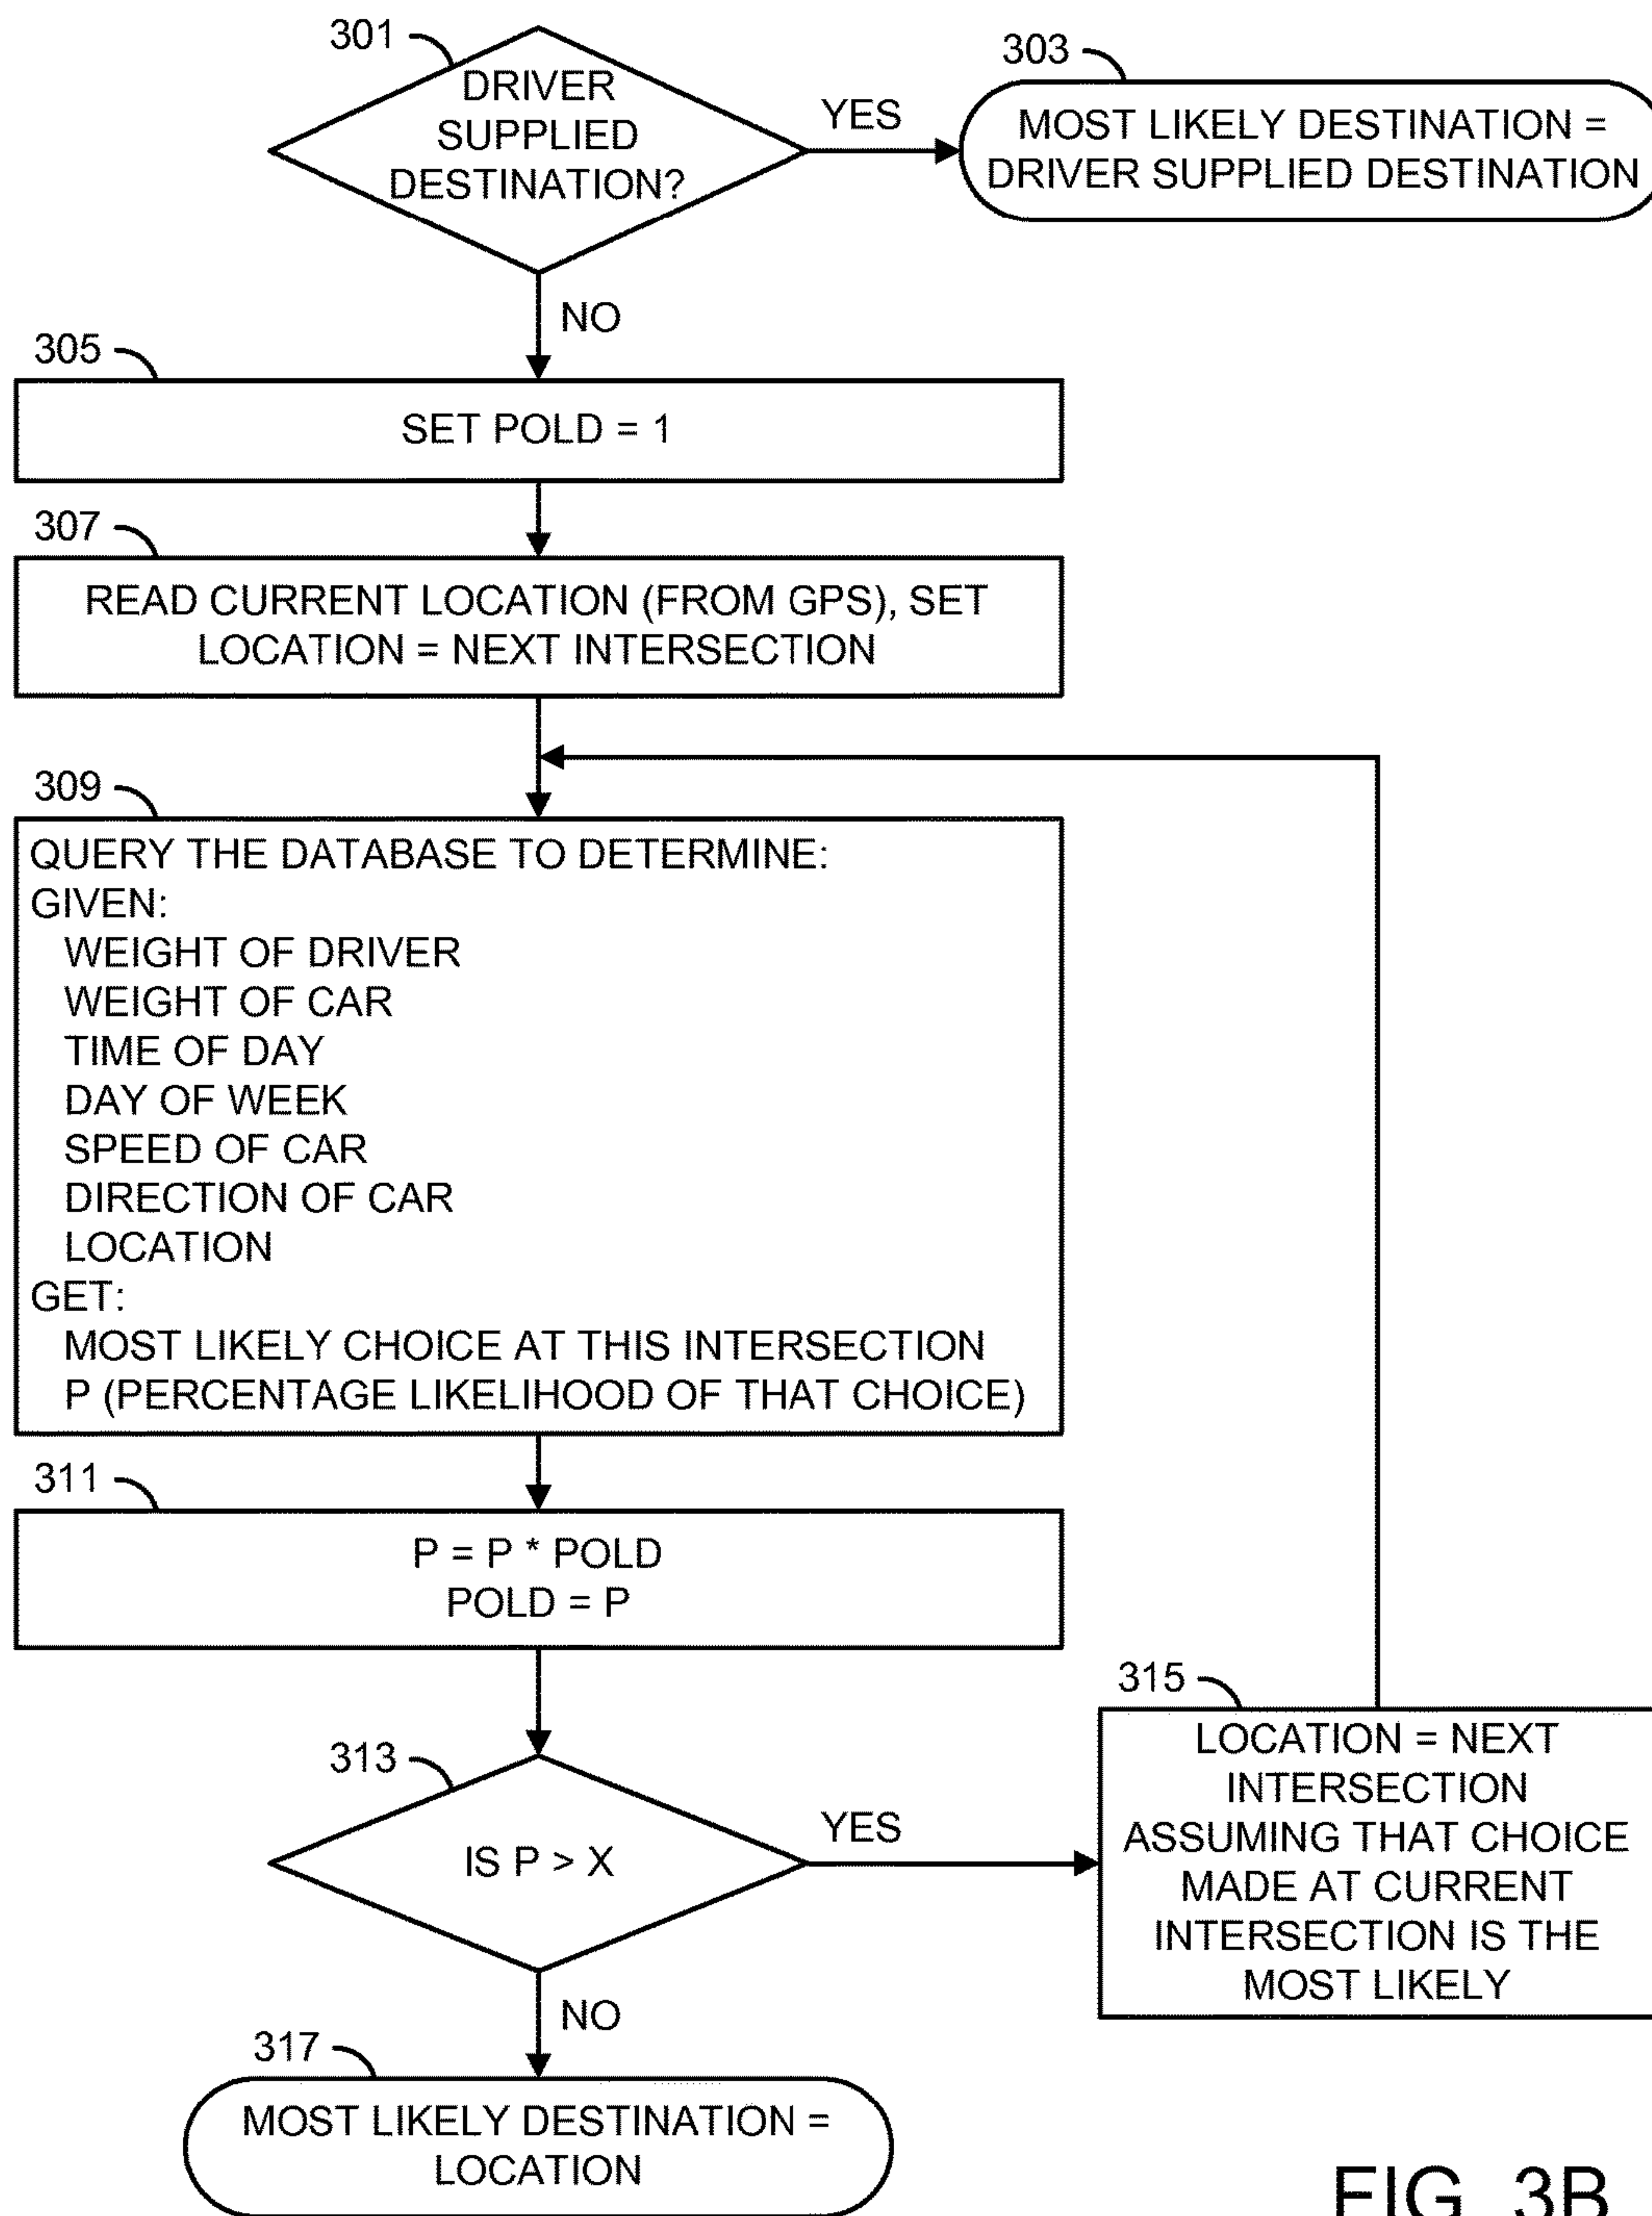 301
DRIVER
SUPPLIED
DESTINATION?
YES
303
MOST LIKELY DESTINATION =
DRIVER SUPPLIED DESTINATION
NO
305
SET POLD = 1
307
READ CURRENT LOCATION (FROM GPS), SET
LOCATION = NEXT INTERSECTION
309
QUERY THE DATABASE TO DETERMINE:
GIVEN:
WEIGHT OF DRIVER
WEIGHT OF CAR
TIME OF DAY
DAY OF WEEK
SPEED OF CAR
DIRECTION OF CAR
LOCATION
GET:
MOST LIKELY CHOICE AT THIS INTERSECTION
P (PERCENTAGE LIKELIHOOD OF THAT CHOICE)
311
P = P * POLD
POLD = P
313
IS P > X
YES
315
LOCATION = NEXT
INTERSECTION
ASSUMING THAT CHOICE
MADE AT CURRENT
INTERSECTION IS THE
MOST LIKELY
NO
317
MOST LIKELY DESTINATION =
LOCATION
FIG. 3B